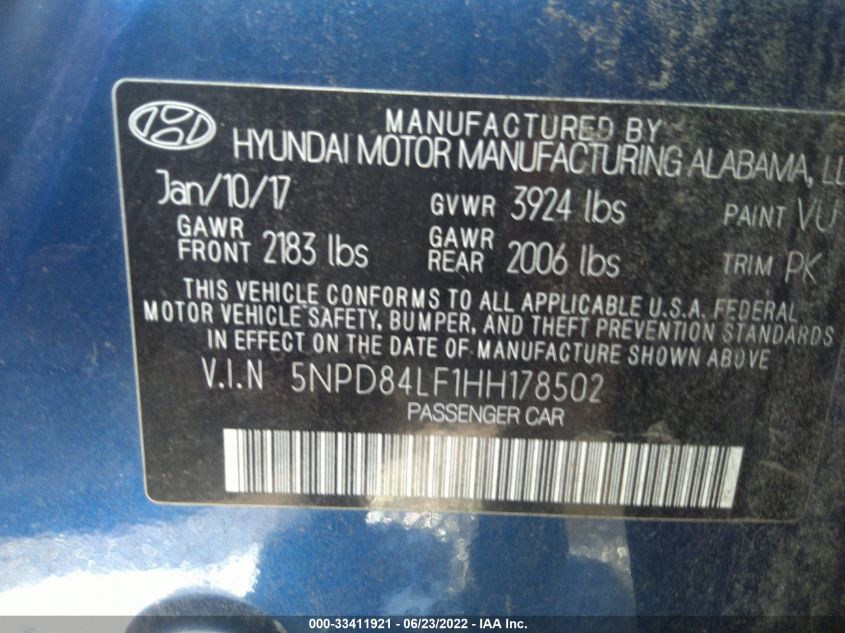 MANUFACTURED BY
HYUNDAI MOTOR MANUFACTURING ALABAMA,
Jan/10/17 GVWR 3924 lbs PAINT VU
GAWR FRONT 2183 lbs GAWR REAR 2006 lbs TRIM PK
THIS VEHICLE CONFORMS TO ALL APPLICABLE U.S.A. FEDERAL
MOTOR VEHICLE SAFETY, BUMPER, AND THEFT PREVENTION STANDARDS
IN EFFECT ON THE DATE OF MANUFACTURE SHOWN ABOVE
V.I.N 5NPD84LF1HH178502
PASSENGER CAR
000-33411921 - 06/23/2022 - IAA Inc.